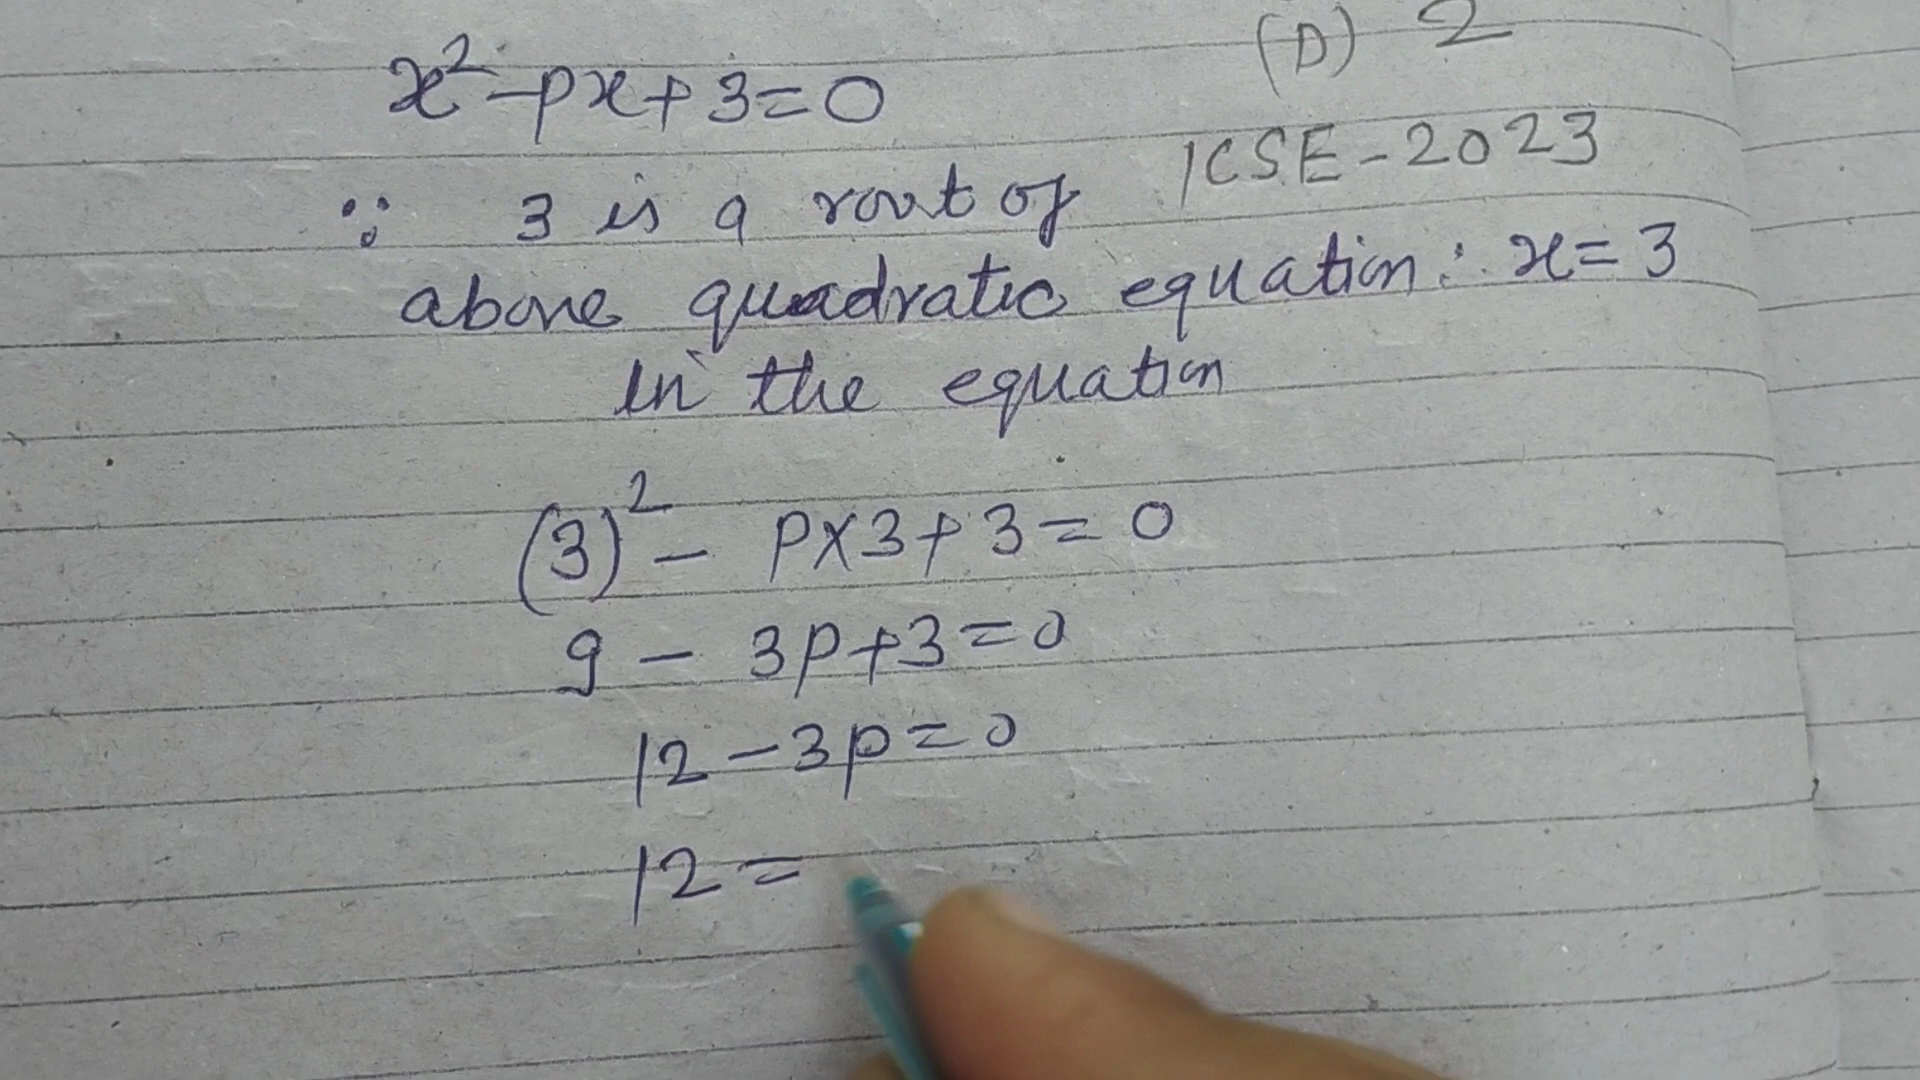 (D) 2
x² - px + 3 = 0
ICSE - 2023
∵ 3 is a root of
above quadratic equation ∴ x = 3
in the equation
(3)² - p × 3 + 3 = 0
9 - 3p + 3 = 0
12 - 3p = 0
12 =